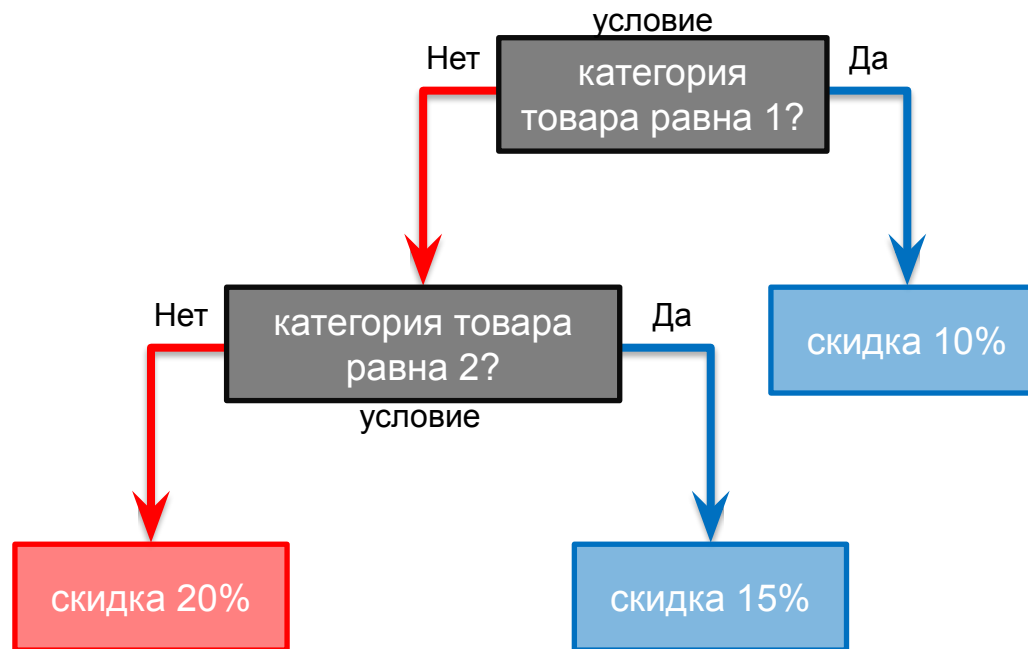 условие
Нет
категория
товара равна 1?
Да
Нет
категория товара
равна 2?
Да
скидка 10%
условие
скидка 20%
скидка 15%